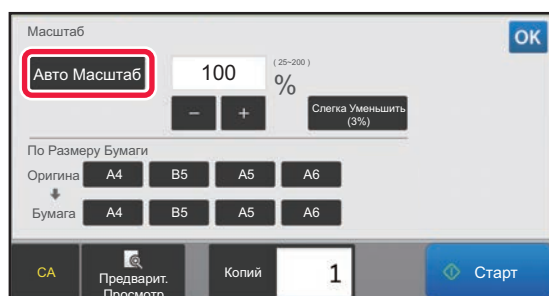 Масштаб
OK
Авто Масштаб
100
(25~200)
%
− +
Слегка Уменьшить
(3%)
По Размеру Бумаги
Оригина A4 B5 A5 A6
Бумага A4 B5 A5 A6
CA
Предварит.
Просмотр
Копий
1
Старт